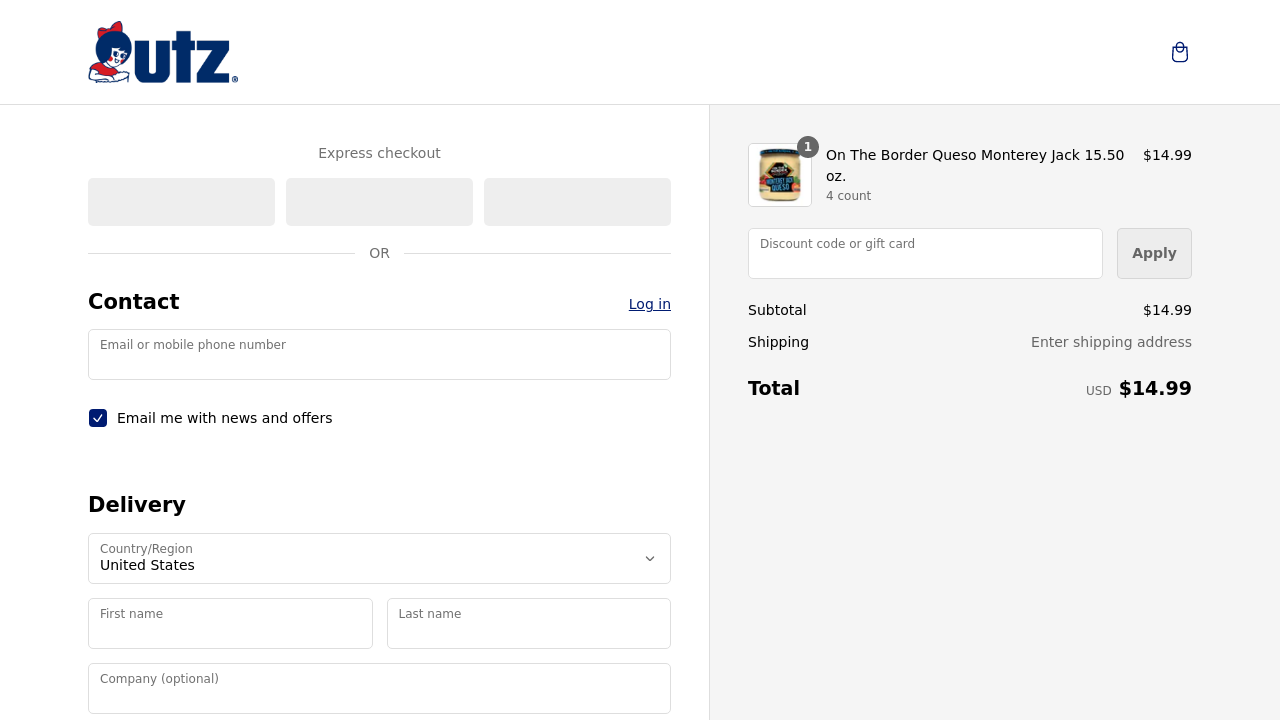 utz
Express checkout
OR
Contact
Log in
Email or mobile phone number
Email me with news and offers
Delivery
Country/Region
United States
First name
Last name
Company (optional)
1
On The Border Queso Monterey Jack 15.50
oz.
4 count
$14.99
MONTEREY JACK
QUESO
Discount code or gift card
Apply
Subtotal
$14.99
Shipping
Enter shipping address
Total
USD $14.99